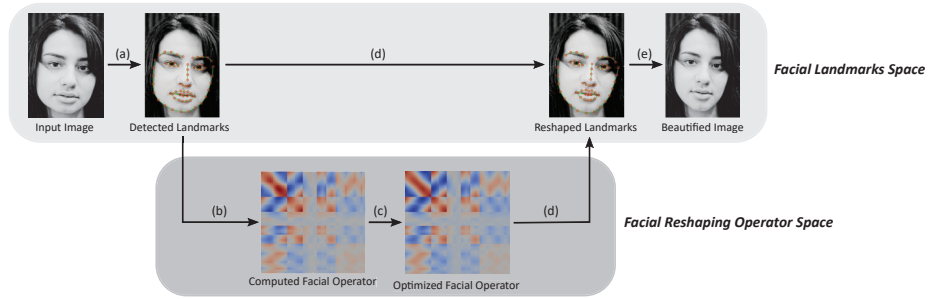 (a)
(d)
(e)
Facial Landmarks Space
Input Image
Detected Landmarks
Reshaped Landmarks
Beautified Image
(b)
(c)
(d)
Facial Reshaping Operator Space
Computed Facial Operator
Optimized Facial Operator